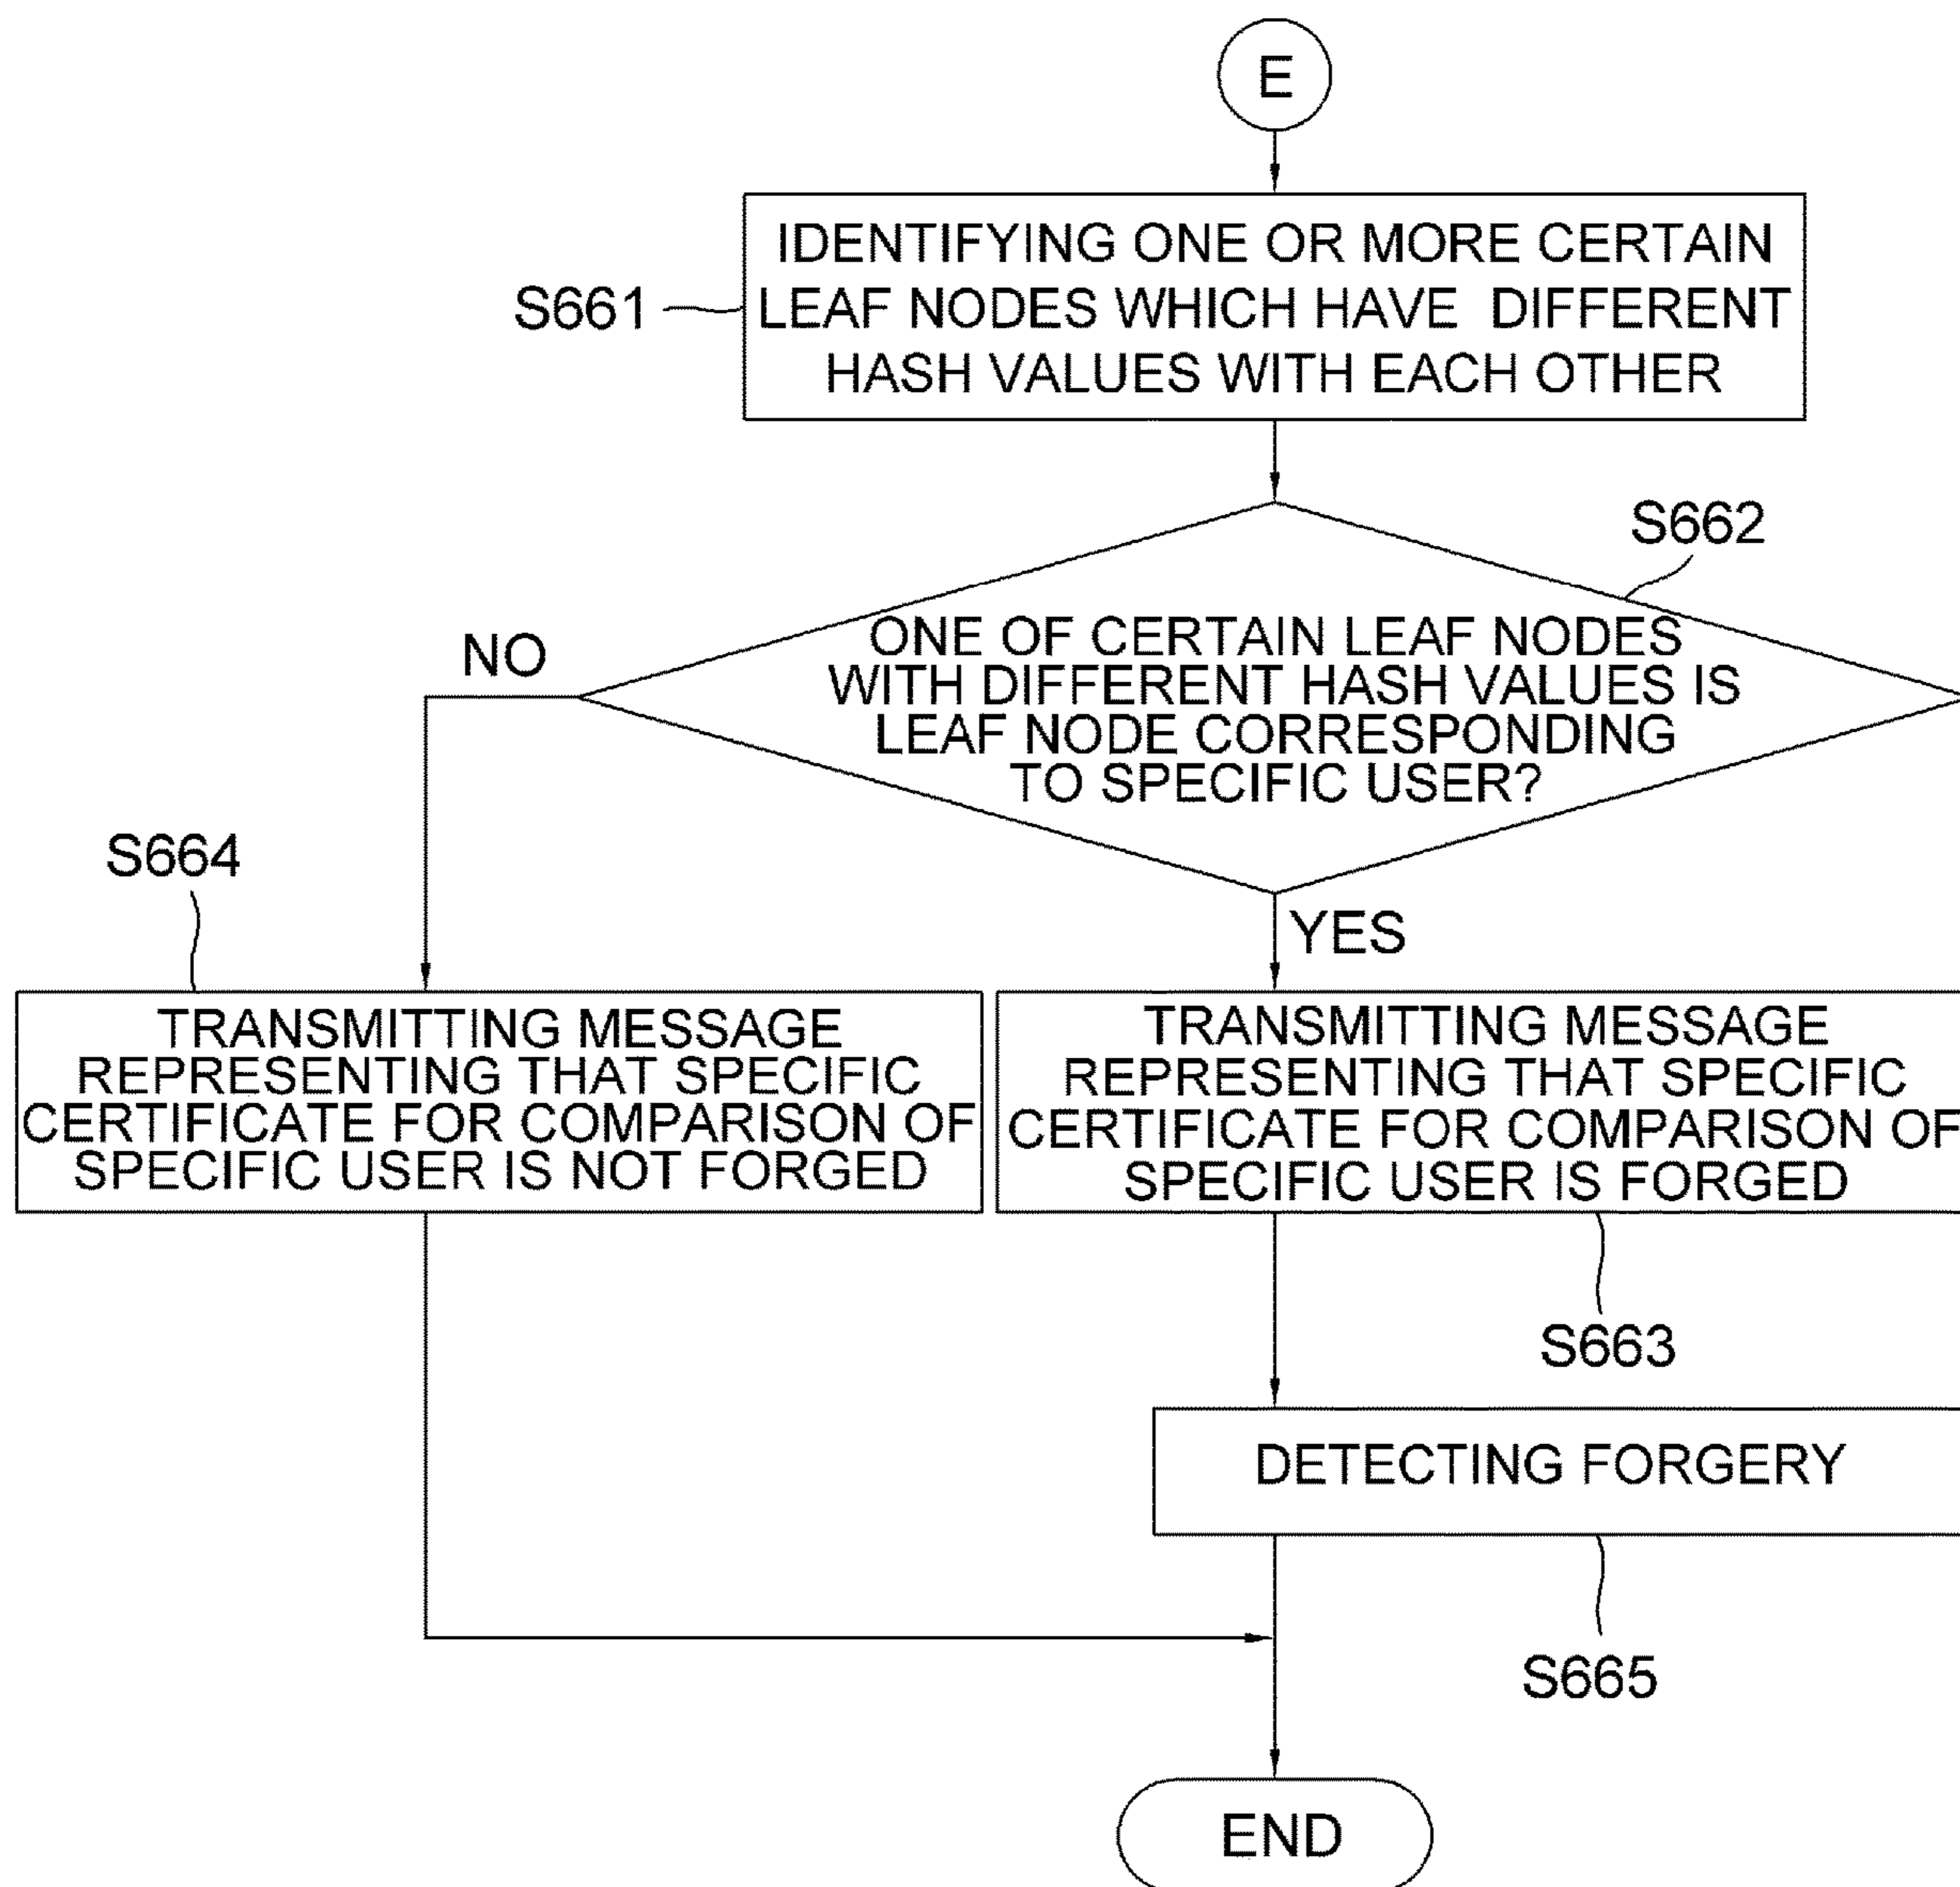 E
IDENTIFYING ONE OR MORE CERTAIN
LEAF NODES WHICH HAVE DIFFERENT
HASH VALUES WITH EACH OTHER
S661
S662
ONE OF CERTAIN LEAF NODES
WITH DIFFERENT HASH VALUES IS
LEAF NODE CORRESPONDING
TO SPECIFIC USER?
NO
YES
S664
TRANSMITTING MESSAGE
REPRESENTING THAT SPECIFIC
CERTIFICATE FOR COMPARISON OF
SPECIFIC USER IS NOT FORGED
TRANSMITTING MESSAGE
REPRESENTING THAT SPECIFIC
CERTIFICATE FOR COMPARISON OF
SPECIFIC USER IS FORGED
S663
DETECTING FORGERY
S665
END